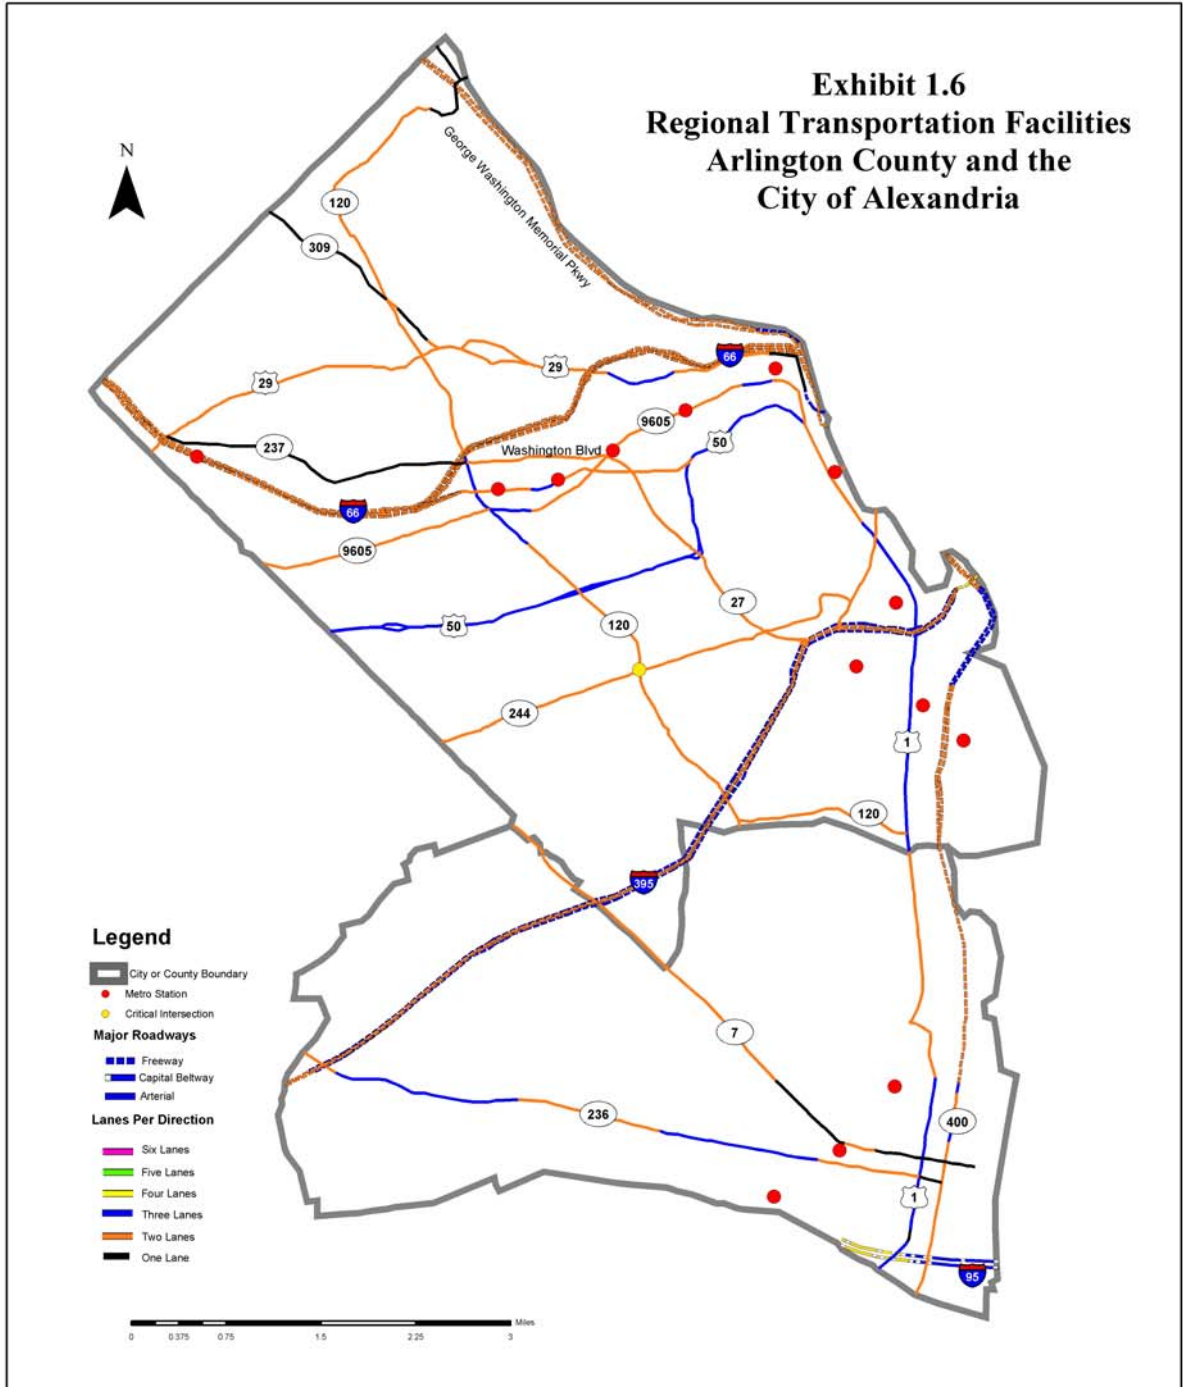 Exhibit 1.6
Regional Transportation Facilities
Arlington County and the
City of Alexandria
N
George Washington Memorial Pkwy
120
309
66
29
29
9605
50
237
Washington Blvd
66
9605
27
50
120
244
1
120
395
7
236
400
1
95
Legend
City or County Boundary
Metro Station
Critical Intersection
Major Roadways
Freeway
Capital Beltway
Arterial
Lanes Per Direction
Six Lanes
Five Lanes
Four Lanes
Three Lanes
Two Lanes
One Lane
Miles
0 0.375 0.75 1.5 2.25 3